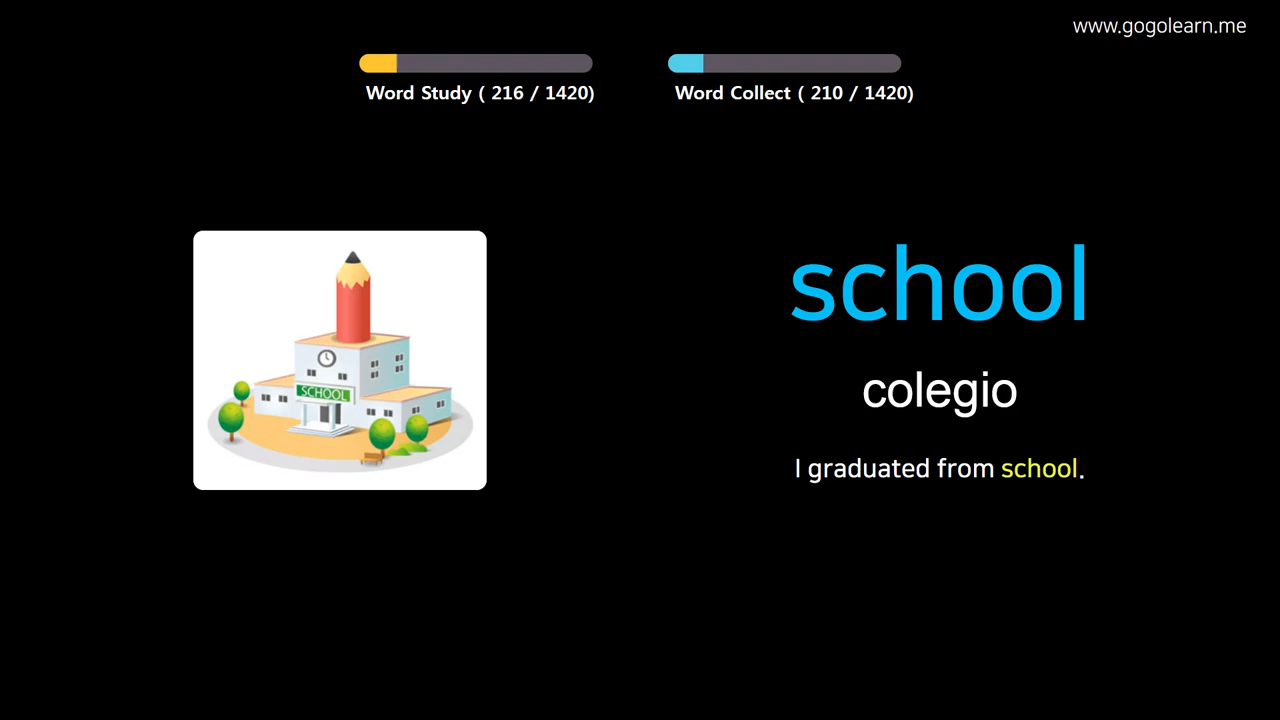 www.gogolearn.me
Word Study ( 216 / 1420)
Word Collect ( 210 / 1420)
SCHOOL
school
colegio
I graduated from school.